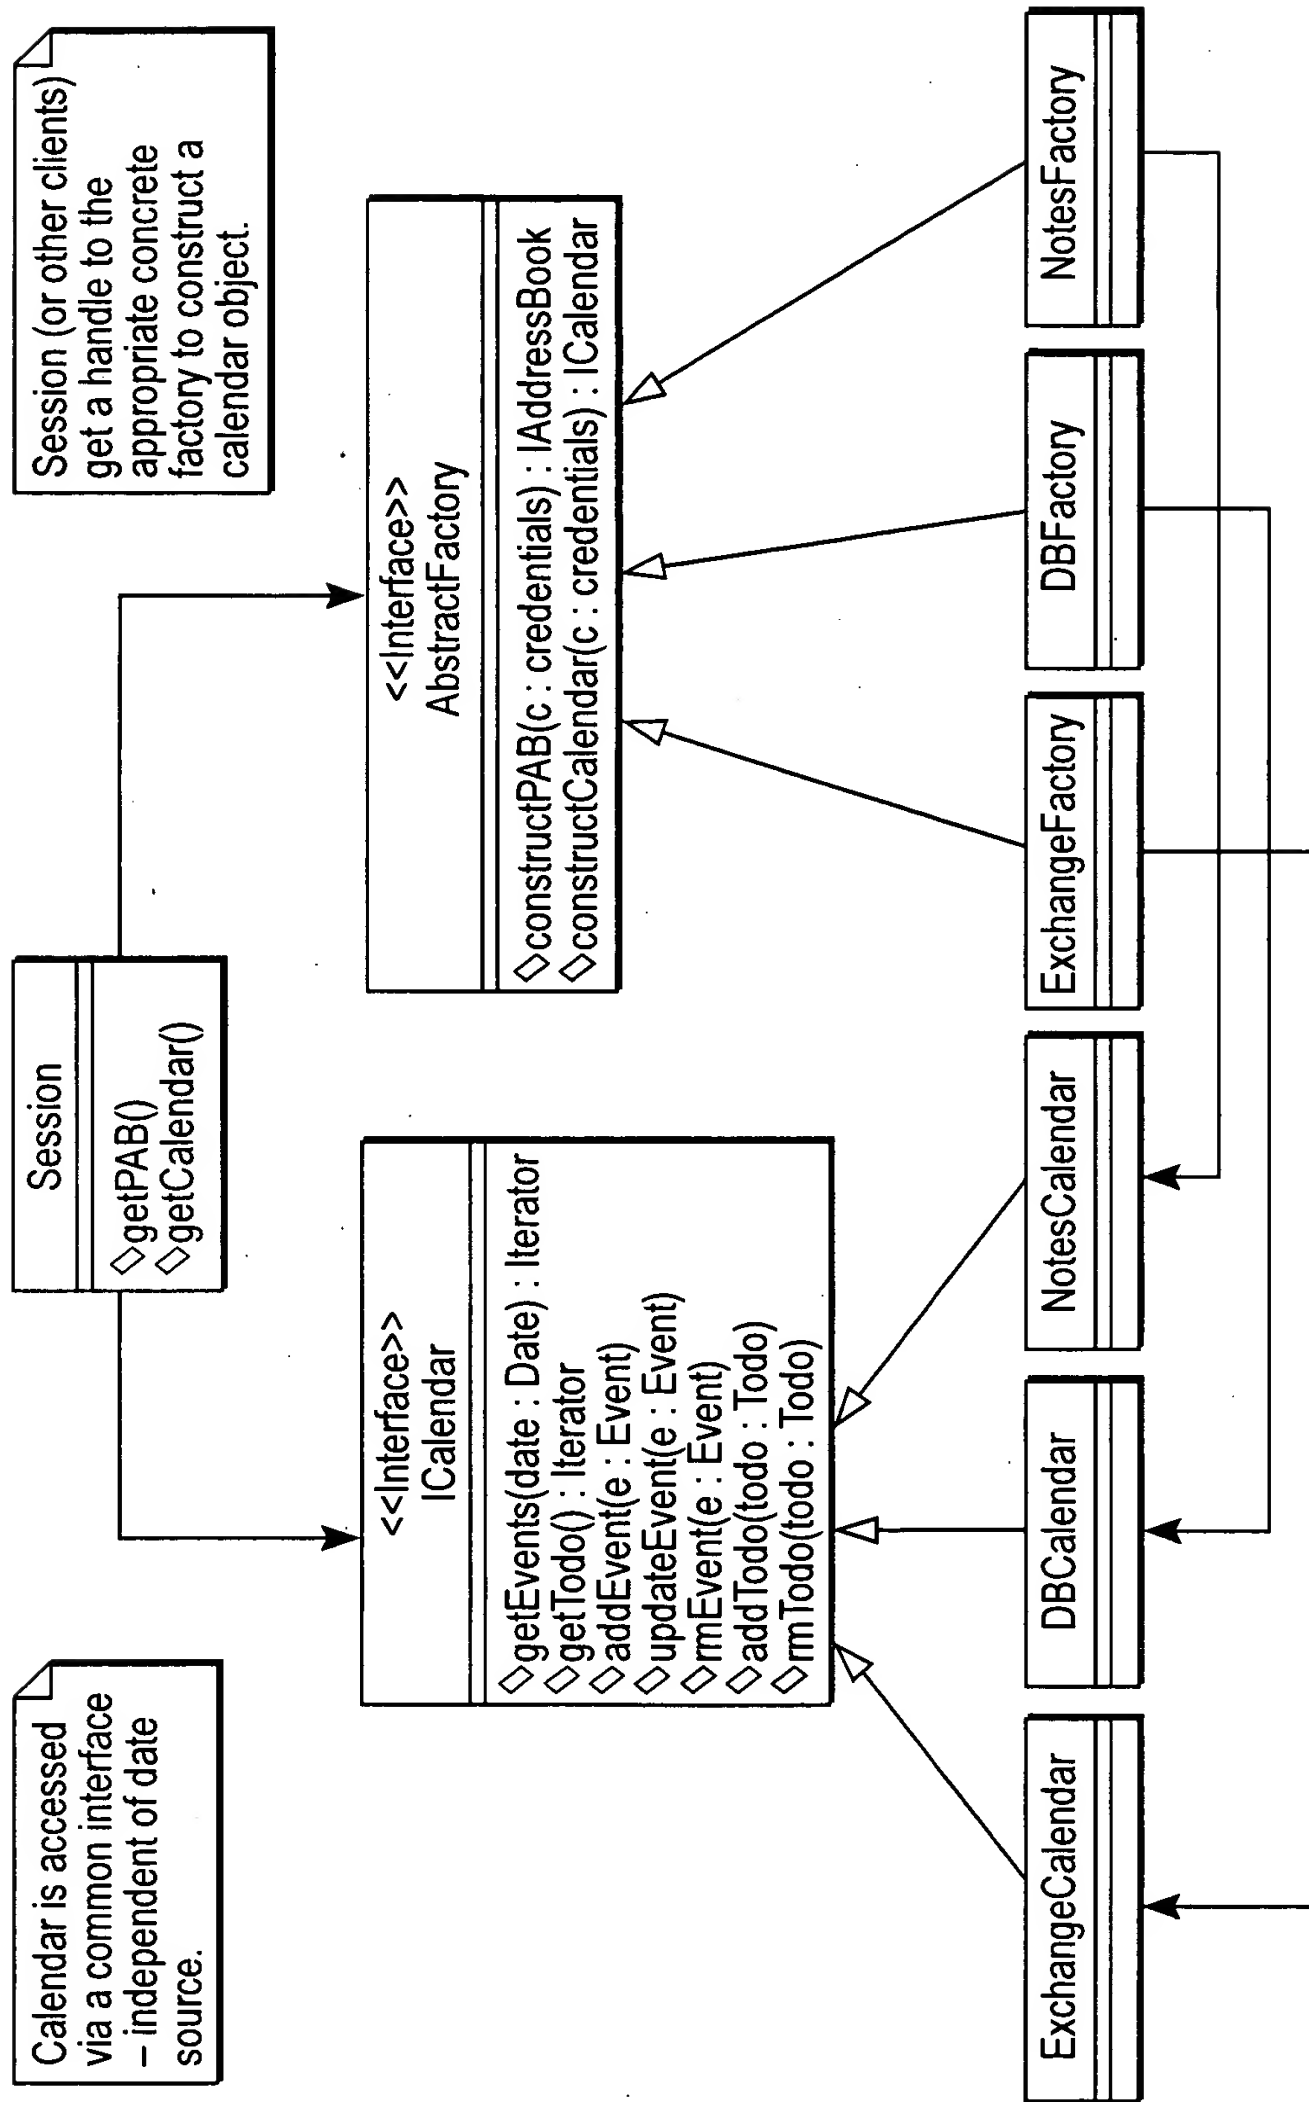 Calendar is accessed
via a common interface
– independent of date
source.
Session
getPAB()
getCalendar()
Session (or other clients)
get a handle to the
appropriate concrete
factory to construct a
calendar object.
<<Interface>>
ICalendar
getEvents(date : Date) : Iterator
getTodo() : Iterator
addEvent(e : Event)
updateEvent(e : Event)
rmEvent(e : Event)
addTodo(todo : Todo)
rmTodo(todo : Todo)
<<Interface>>
AbstractFactory
constructPAB(c : credentials) : IAddressBook
constructCalendar(c : credentials) : ICalendar
ExchangeCalendar
DBCalendar
NotesCalendar
ExchangeFactory
DBFactory
NotesFactory